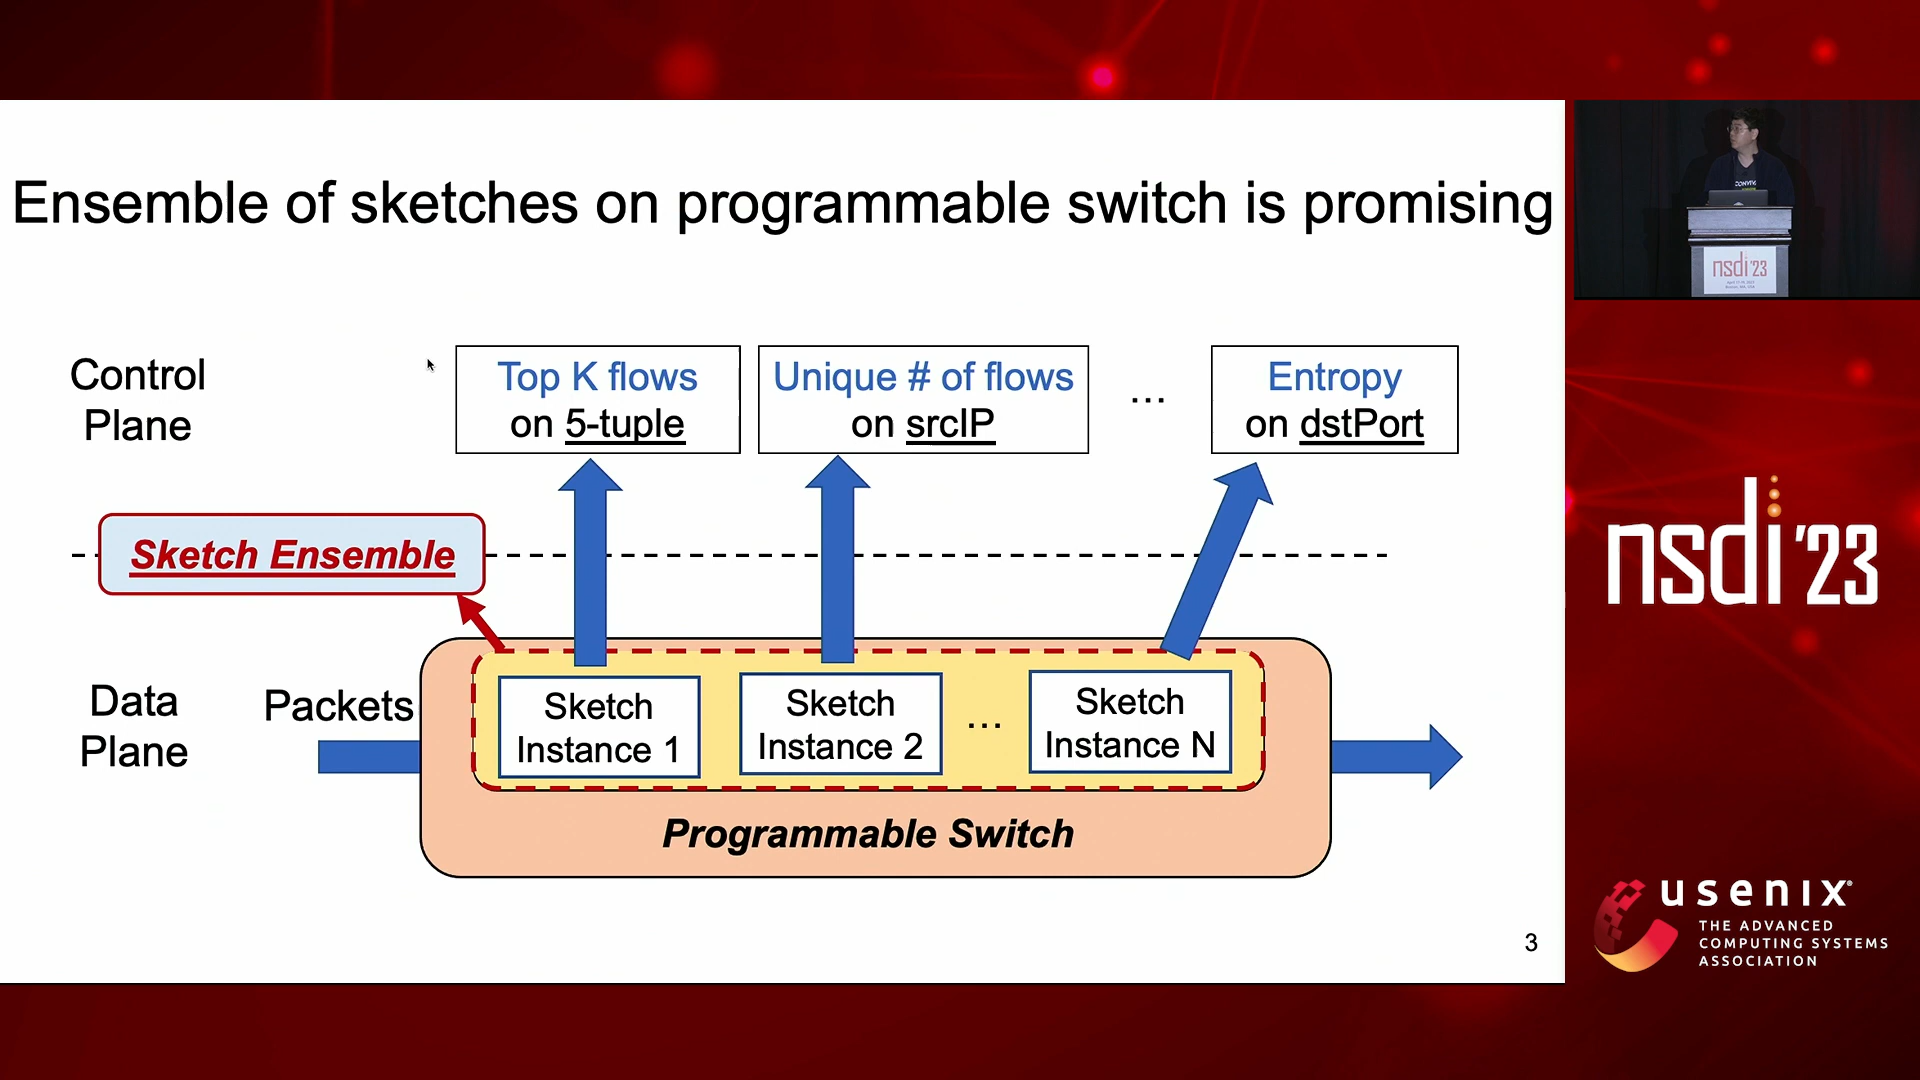 Ensemble of sketches on programmable switch is promising
Control
Plane
Top K flows
on 5-tuple
Unique # of flows
on srcIP
...
Entropy
on dstPort
Sketch Ensemble
Data
Plane
Packets
Sketch
Instance 1
Sketch
Instance 2
...
Sketch
Instance N
Programmable Switch
3
nsdi '23
nsdi '23
usenix®
THE ADVANCED
COMPUTING SYSTEMS
ASSOCIATION